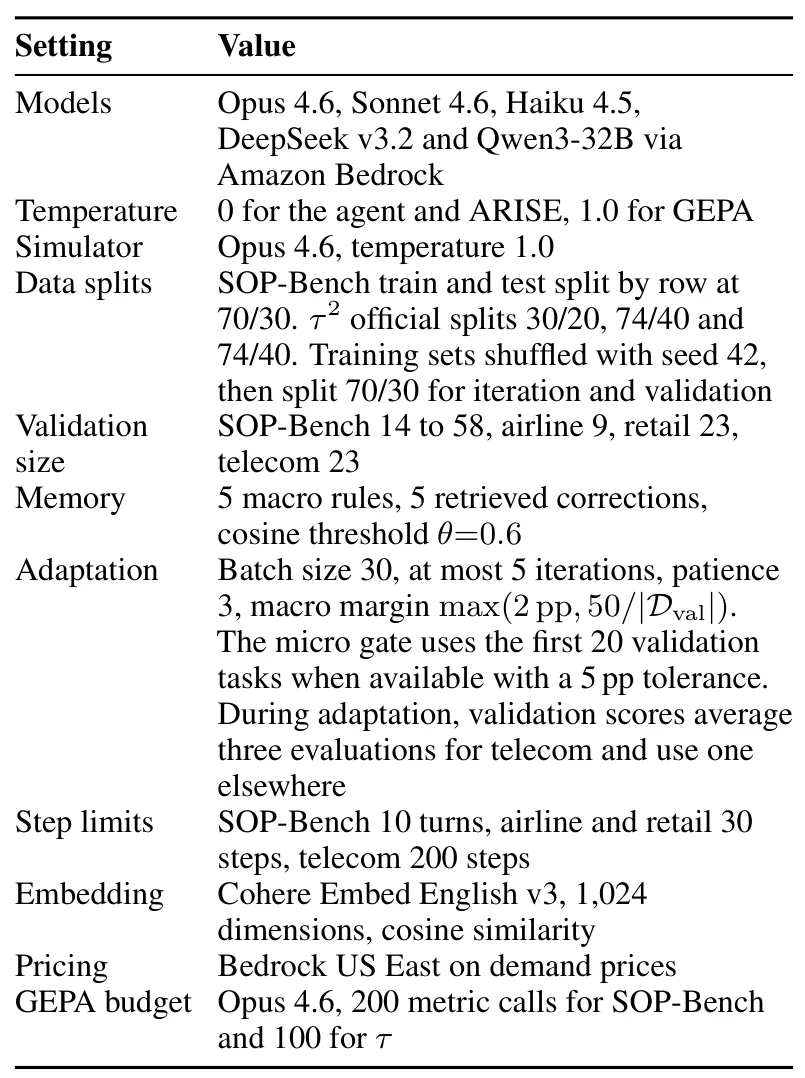 Setting Value
Models Opus 4.6, Sonnet 4.6, Haiku 4.5,
DeepSeek v3.2 and Qwen3-32B via
Amazon Bedrock
Temperature 0 for the agent and ARISE, 1.0 for GEPA
Simulator Opus 4.6, temperature 1.0
Data splits SOP-Bench train and test split by row at
70/30. τ² official splits 30/20, 74/40 and
74/40. Training sets shuffled with seed 42,
then split 70/30 for iteration and validation
Validation SOP-Bench 14 to 58, airline 9, retail 23,
size telecom 23
Memory 5 macro rules, 5 retrieved corrections,
cosine threshold θ=0.6
Adaptation Batch size 30, at most 5 iterations, patience
3, macro margin max(2 pp, 50/|𝒟val|).
The micro gate uses the first 20 validation
tasks when available with a 5 pp tolerance.
During adaptation, validation scores average
three evaluations for telecom and use one
elsewhere
Step limits SOP-Bench 10 turns, airline and retail 30
steps, telecom 200 steps
Embedding Cohere Embed English v3, 1,024
dimensions, cosine similarity
Pricing Bedrock US East on demand prices
GEPA budget Opus 4.6, 200 metric calls for SOP-Bench
and 100 for τ